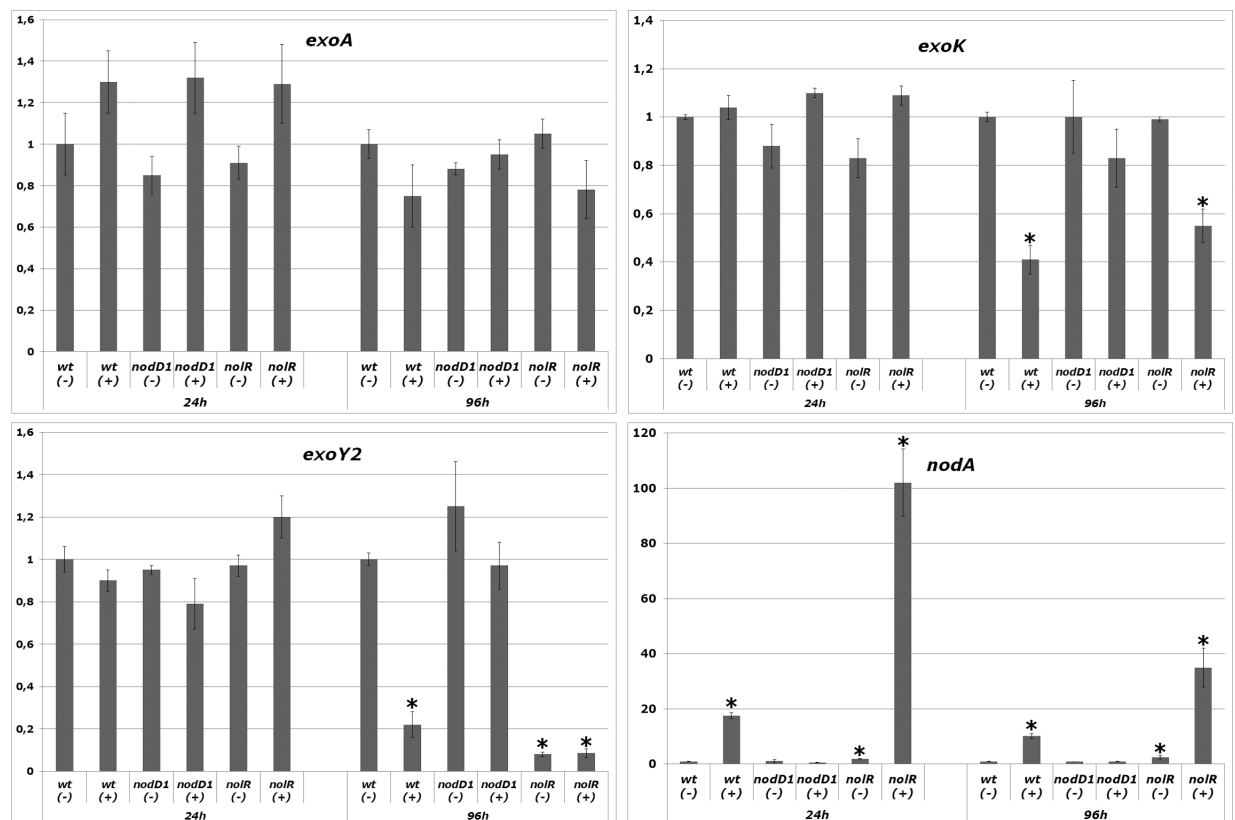 exoA
1,6
1,4
1,2
1
0,8
0,6
0,4
0,2
0
wt wt nodD1 nodD1 nolR nolR wt wt nodD1 nodD1 nolR nolR
(-) (+) (-) (+) (-) (+) (-) (+) (-) (+) (-) (+)
24h 96h
exoK
1,4
1,2
1
0,8
0,6
0,4
0,2
0
* *
wt wt nodD1 nodD1 nolR nolR wt wt nodD1 nodD1 nolR nolR
(-) (+) (-) (+) (-) (+) (-) (+) (-) (+) (-) (+)
24h 96h
exoY2
1,6
1,4
1,2
1
0,8
0,6
0,4
0,2
0
* * *
wt wt nodD1 nodD1 nolR nolR wt wt nodD1 nodD1 nolR nolR
(-) (+) (-) (+) (-) (+) (-) (+) (-) (+) (-) (+)
24h 96h
nodA
120
100
80
60
40
20
0
* * * * * *
wt wt nodD1 nodD1 nolR nolR wt wt nodD1 nodD1 nolR nolR
(-) (+) (-) (+) (-) (+) (-) (+) (-) (+) (-) (+)
24h 96h